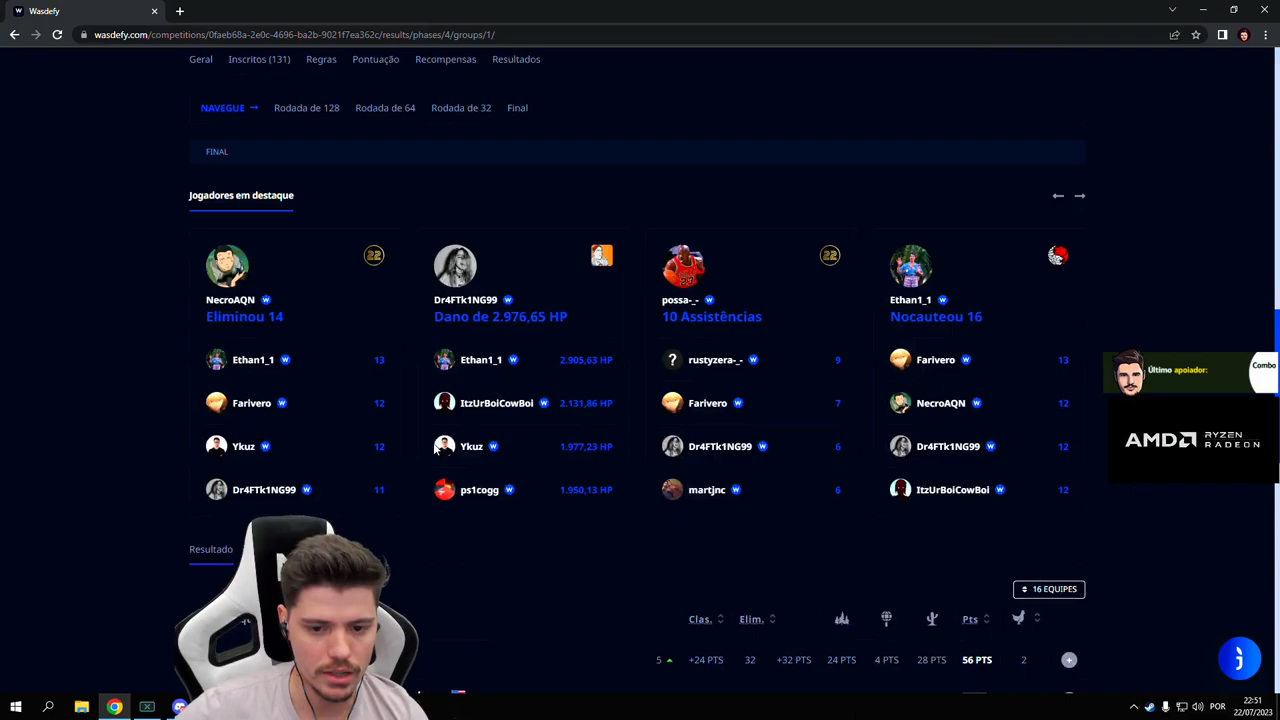 Wasdefy
wasdefy.com/competitions/0faeb68a-2e0c-4696-ba2b-9021f7ea362c/results/phases/4/groups/1/
Geral Inscritos (131) Regras Pontuação Recompensas Resultados
NAVEGUE → Rodada de 128 Rodada de 64 Rodada de 32 Final
FINAL
Jogadores em destaque
NecroAQN
Eliminou 14
Ethan1_1 13
Farivero 12
Ykuz 12
Dr4FTk1NG99 11
Dr4FTk1NG99
Dano de 2.976,65 HP
Ethan1_1 2.905,63 HP
ItzUrBoiCowBoi 2.131,86 HP
Ykuz 1.977,23 HP
ps1cogg 1.950,13 HP
possa-_-
10 Assistências
rustyzera-_- 9
Farivero 7
Dr4FTk1NG99 6
martjnc 6
Ethan1_1
Nocauteou 16
Farivero 13
NecroAQN 12
Dr4FTk1NG99 12
ItzUrBoiCowBoi 12
Último apoiador:
Combo
AMD RYZEN
RADEON
Resultado
16 EQUIPES
Clas. Elim. Pts
5 +24 PTS 32 +32 PTS 24 PTS 4 PTS 28 PTS 56 PTS 2
POR
22:51
22/07/2023